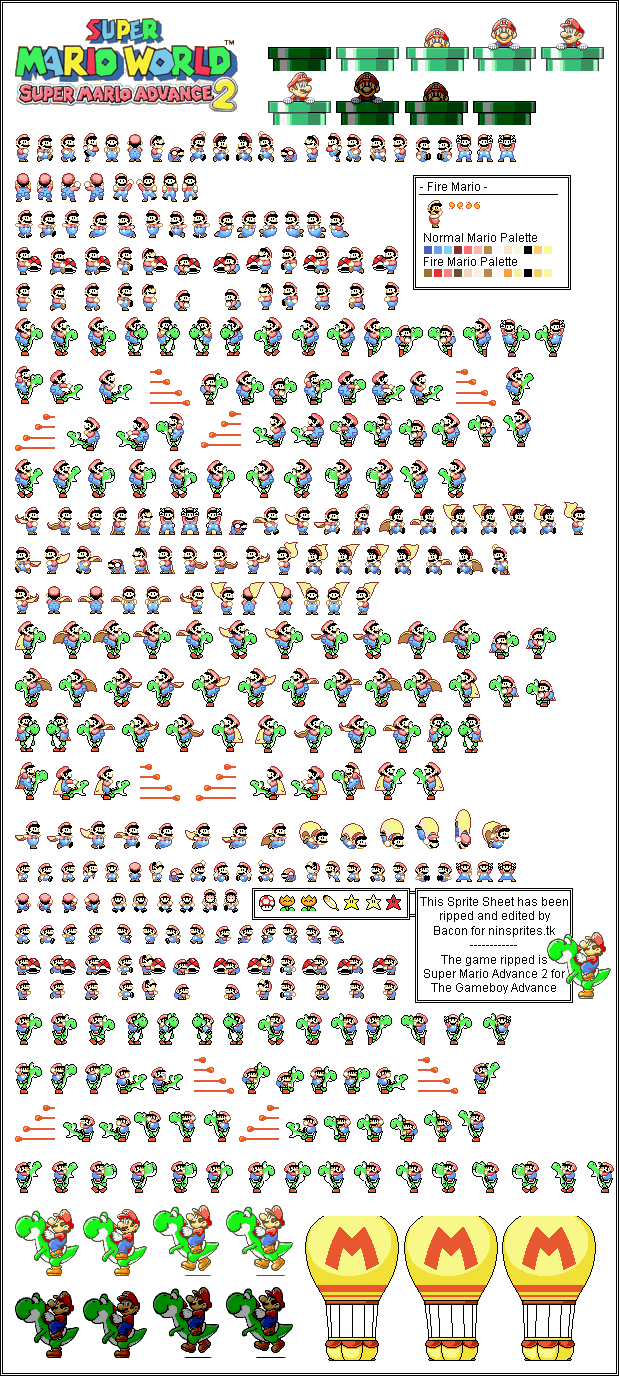 SUPER
MARIO WORLD™
SUPER MARIO ADVANCE 2
- Fire Mario -
Normal Mario Palette
Fire Mario Palette
This Sprite Sheet has been
ripped and edited by
Bacon for ninsprites.tk
------------
The game ripped is
Super Mario Advance 2 for
The Gameboy Advance
M M M